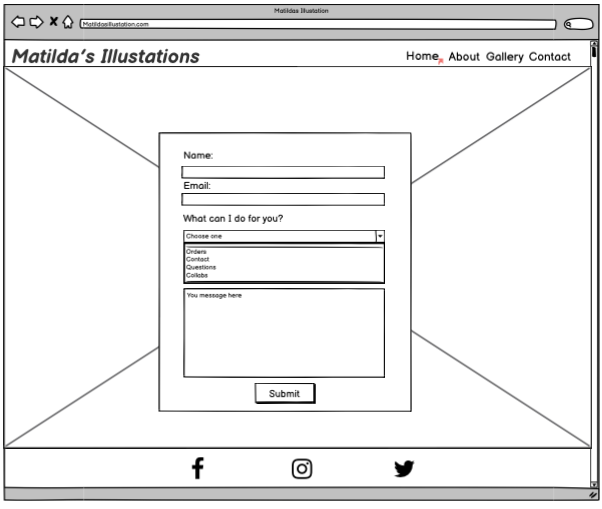 Matildas Illustation
Matildasillustation.com
Matilda's Illustations
Home About Gallery Contact
Name:
Email:
What can I do for you?
Choose one
Orders
Contact
Questions
Collabs
You message here
Submit